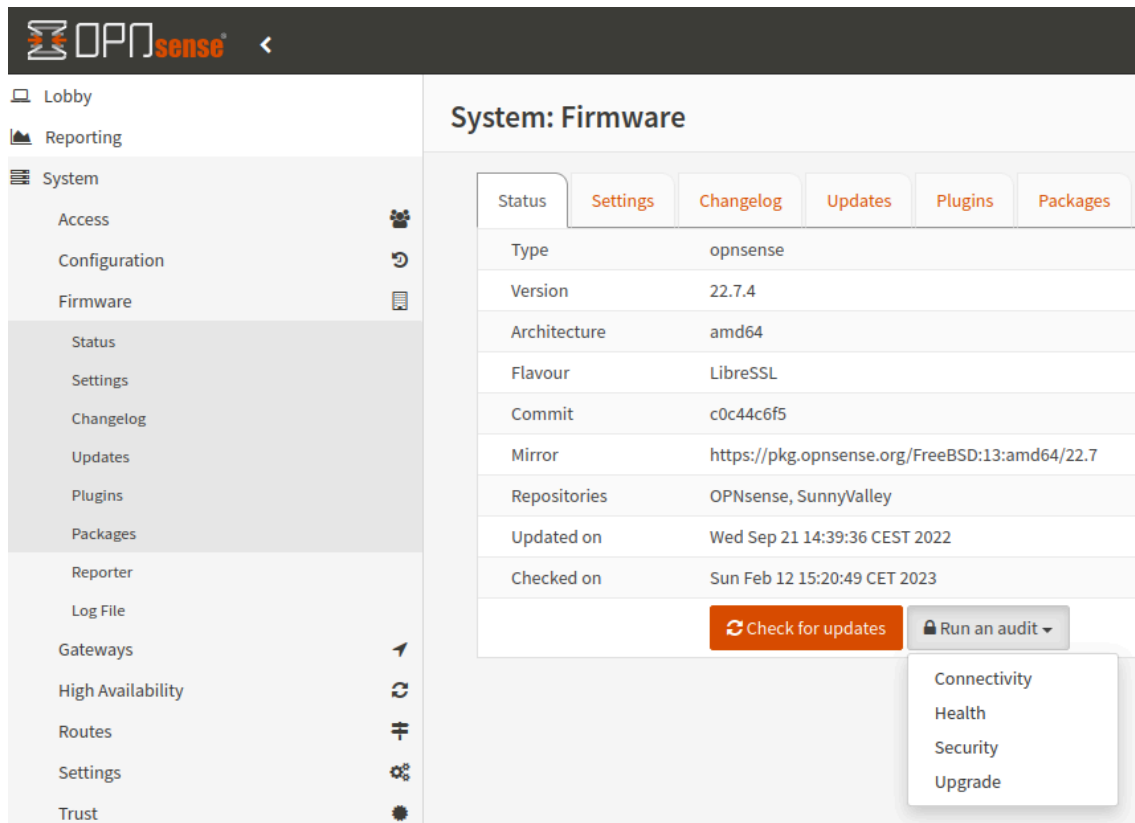 OPNsense
Lobby
Reporting
System
Access
Configuration
Firmware
Status
Settings
Changelog
Updates
Plugins
Packages
Reporter
Log File
Gateways
High Availability
Routes
Settings
Trust
System: Firmware
Status Settings Changelog Updates Plugins Packages
Type opnsense
Version 22.7.4
Architecture amd64
Flavour LibreSSL
Commit c0c44c6f5
Mirror https://pkg.opnsense.org/FreeBSD:13:amd64/22.7
Repositories OPNsense, SunnyValley
Updated on Wed Sep 21 14:39:36 CEST 2022
Checked on Sun Feb 12 15:20:49 CET 2023
Check for updates Run an audit
Connectivity
Health
Security
Upgrade